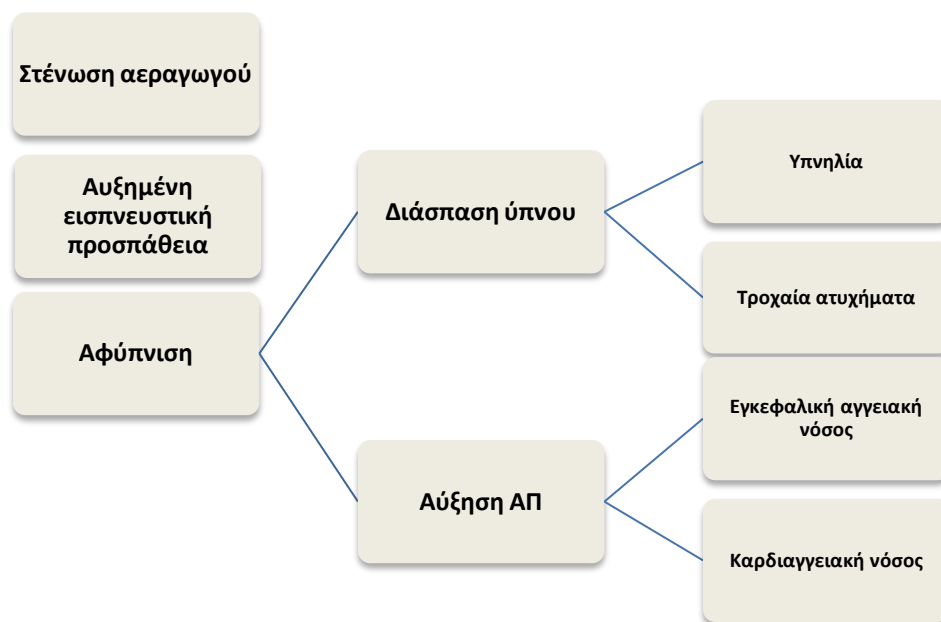 Στένωση αεραγωγού
Αυξημένη
εισπνευστική
προσπάθεια
Αφύπνιση
Διάσπαση ύπνου
Αύξηση ΑΠ
Υπνηλία
Τροχαία ατυχήματα
Εγκεφαλική αγγειακή
νόσος
Καρδιαγγειακή νόσος